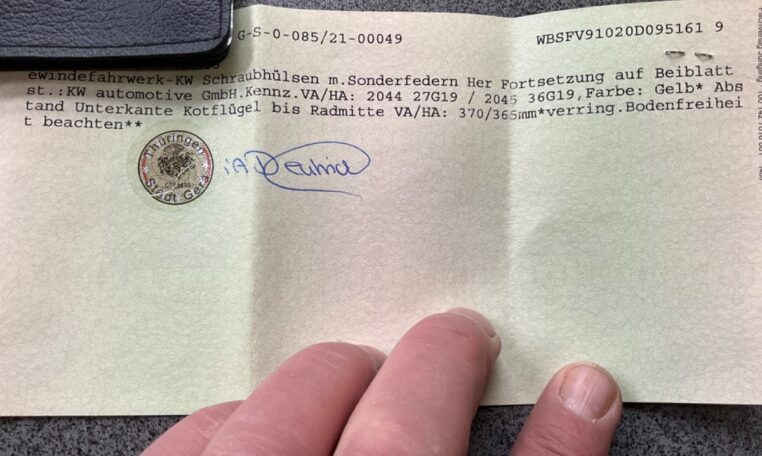 G-S-0-085/21-00049
WBSFV91020D095161 9
Fortsetzung auf Beiblatt
ewindefahrwerk-KW Schraubhülsen m.Sonderfedern Her
st.:KW automotive GmbH.Kennz.VA/HA: 2044 27G19 / 2045 36G19,Farbe: Gelb* Abs
tand Unterkante Kotflügel bis Radmitte VA/HA: 370/365mm*verring.Bodenfreihei
t beachten**
Thüringen
Stadt Gera
iA